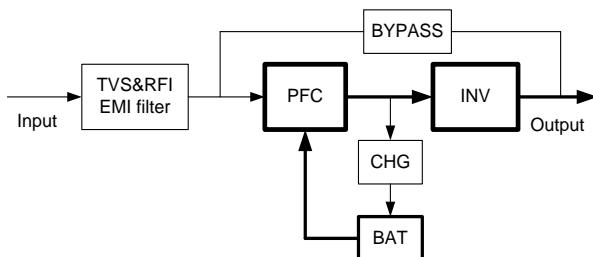 BYPASS
TVS&RFI
EMI filter
PFC
INV
Input
Output
CHG
BAT